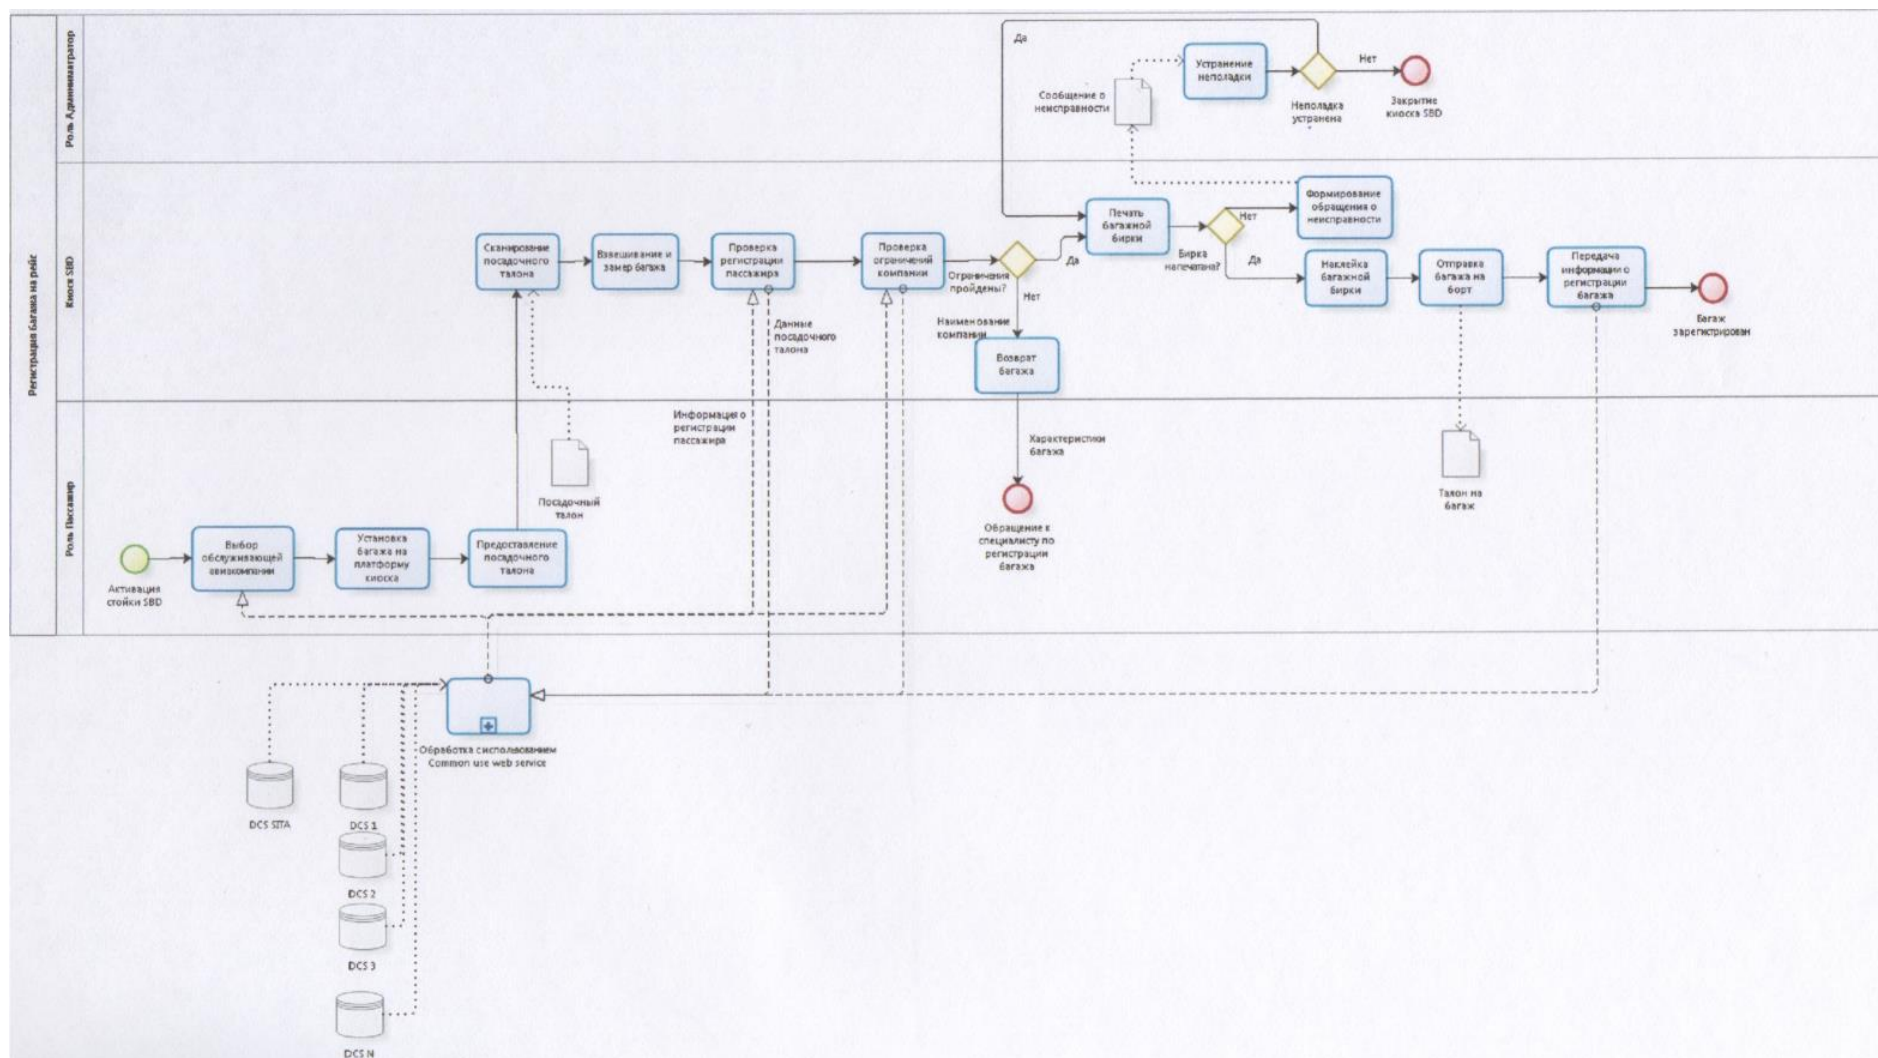 Регистрация багажа на рейс
Роль Администратор
Да
Сообщение о
неисправности
Устранение
неполадки
Неполадка
устранена
Нет
Закрытие
киоска SBD
Киоск SBD
Сканирование
посадочного
талона
Взвешивание и
замер багажа
Проверка
регистрации
пассажира
Проверка
ограничений
компании
Ограничения
пройдены?
Да
Нет
Печать
багажной
бирки
Бирка
напечатана?
Нет
Да
Формирование
обращения о
неисправности
Наклейка
багажной
бирки
Отправка
багажа на
борт
Передача
информации о
регистрации
багажа
Багаж
зарегистрирован
Данные
посадочного
талона
Наименование
компании
Возврат
багажа
Роль Пассажир
Информация о
регистрации
пассажира
Характеристики
багажа
Посадочный
талон
Талон на
багаж
Активация
стойки SBD
Выбор
обслуживающей
авиакомпании
Установка
багажа на
платформу
киоска
Предоставление
посадочного
талона
Обращение к
специалисту по
регистрации
багажа
Обработка с использованием
Common use web service
DCS SITA
DCS 1
DCS 2
DCS 3
DCS N